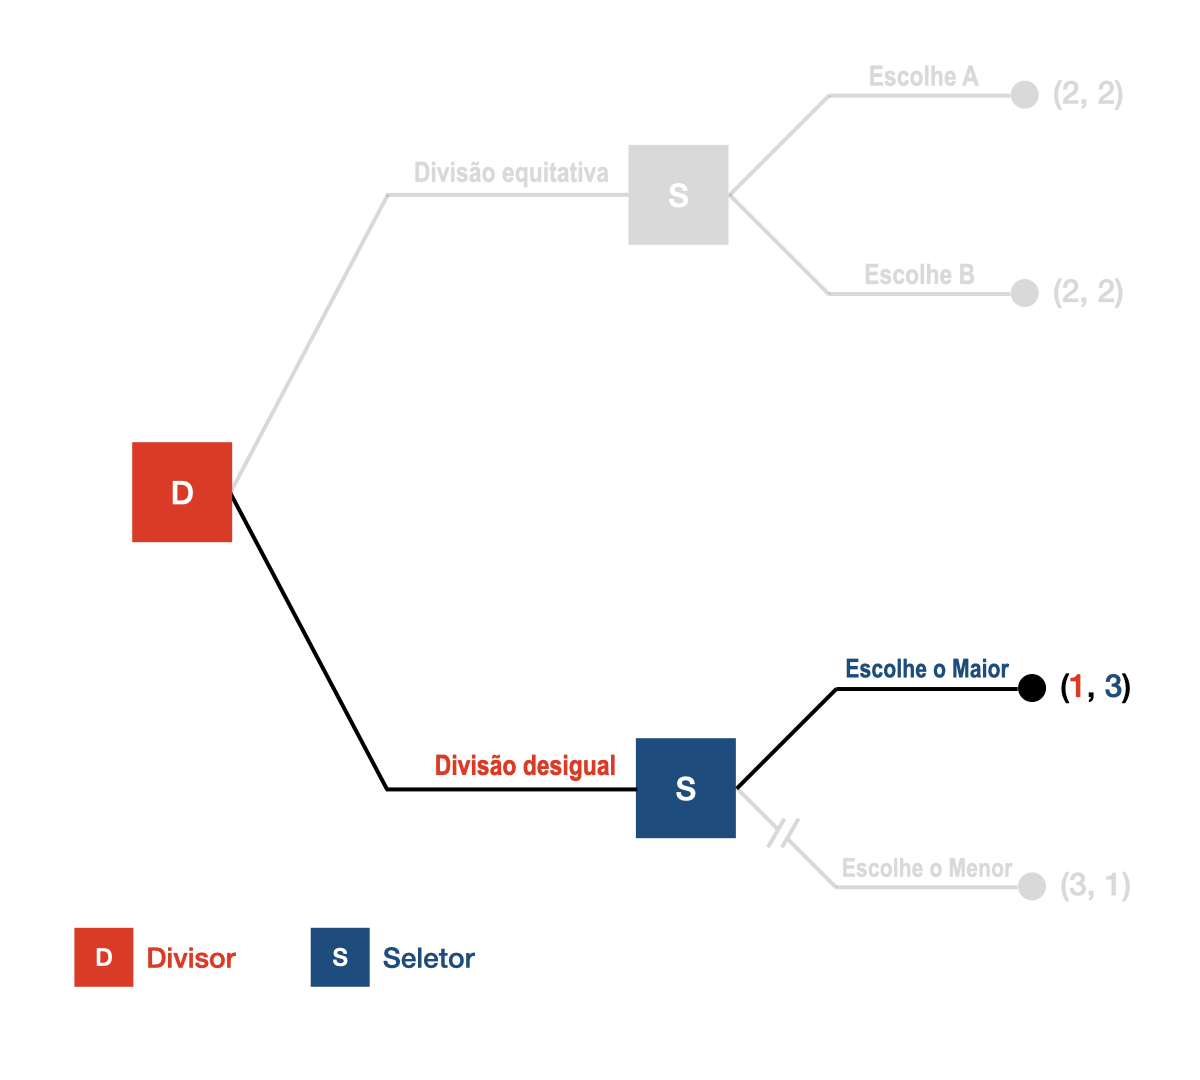 Escolhe A
(2, 2)
Divisão equitativa
S
Escolhe B
(2, 2)
D
Escolhe o Maior
(1, 3)
Divisão desigual
S
Escolhe o Menor
(3, 1)
D Divisor
S Seletor